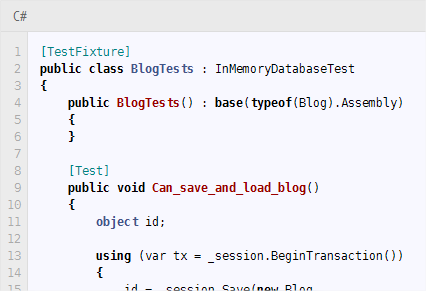 C#
1 [TestFixture]
2 public class BlogTests : InMemoryDatabaseTest
3 {
4 public BlogTests() : base(typeof(Blog).Assembly)
5 {
6 }
7
8 [Test]
9 public void Can_save_and_load_blog()
10 {
11 object id;
12
13 using (var tx = _session.BeginTransaction())
14 {
15 id = _session.Save(new Blog